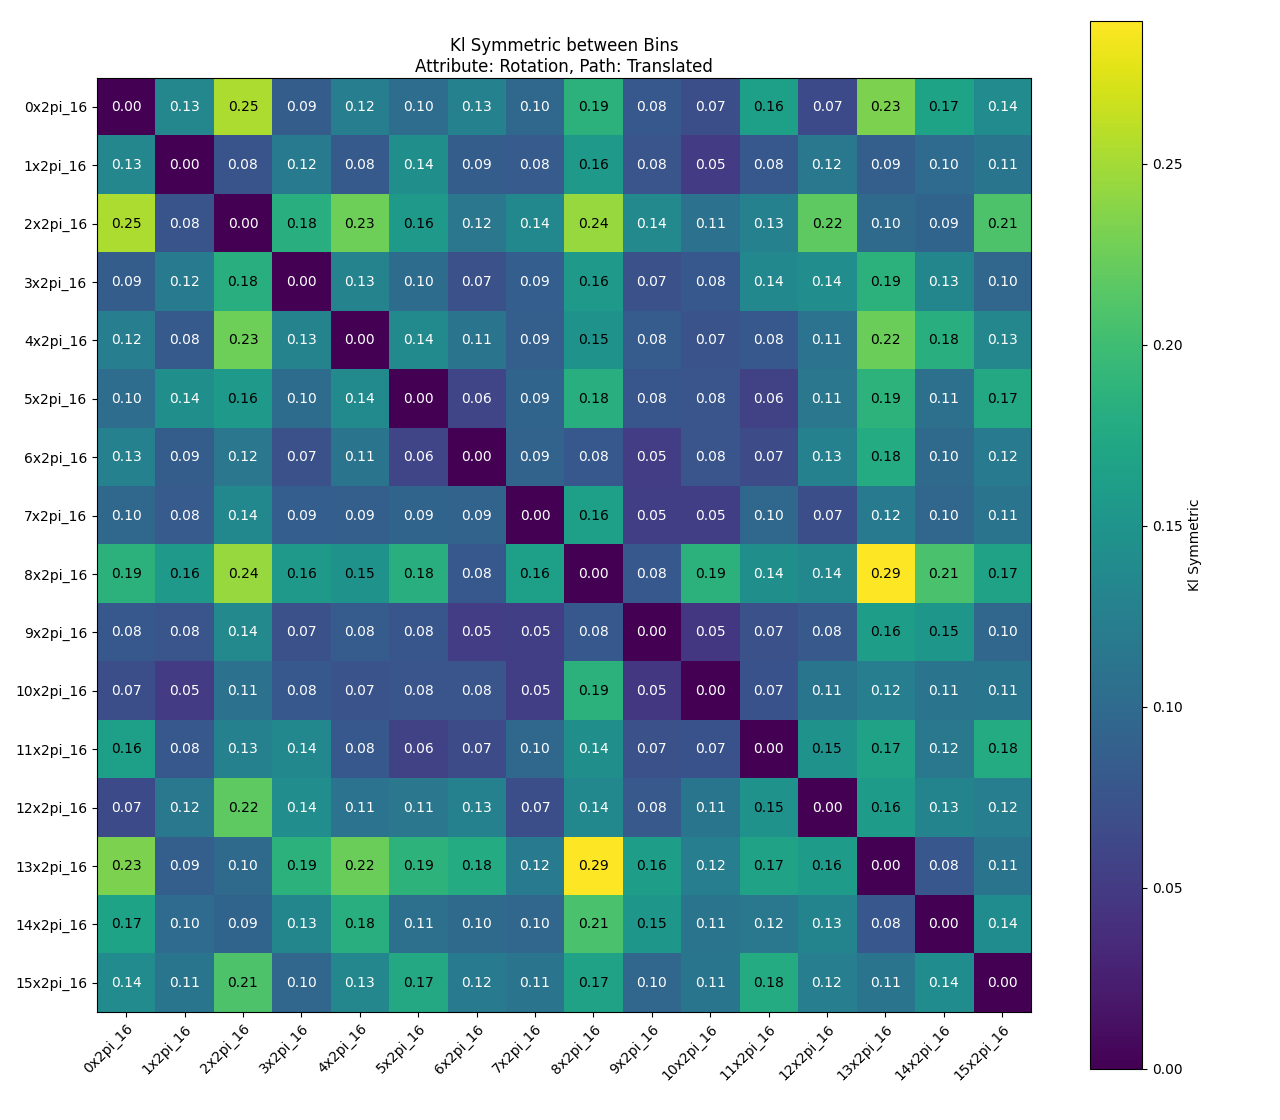 Kl Symmetric between Bins
Attribute: Rotation, Path: Translated
0x2pi_16 0.00 0.13 0.25 0.09 0.12 0.10 0.13 0.10 0.19 0.08 0.07 0.16 0.07 0.23 0.17 0.14
1x2pi_16 0.13 0.00 0.08 0.12 0.08 0.14 0.09 0.08 0.16 0.08 0.05 0.08 0.12 0.09 0.10 0.11
2x2pi_16 0.25 0.08 0.00 0.18 0.23 0.16 0.12 0.14 0.24 0.14 0.11 0.13 0.22 0.10 0.09 0.21
3x2pi_16 0.09 0.12 0.18 0.00 0.13 0.10 0.07 0.09 0.16 0.07 0.08 0.14 0.14 0.19 0.13 0.10
4x2pi_16 0.12 0.08 0.23 0.13 0.00 0.14 0.11 0.09 0.15 0.08 0.07 0.08 0.11 0.22 0.18 0.13
5x2pi_16 0.10 0.14 0.16 0.10 0.14 0.00 0.06 0.09 0.18 0.08 0.08 0.06 0.11 0.19 0.11 0.17
6x2pi_16 0.13 0.09 0.12 0.07 0.11 0.06 0.00 0.09 0.08 0.05 0.08 0.07 0.13 0.18 0.10 0.12
7x2pi_16 0.10 0.08 0.14 0.09 0.09 0.09 0.09 0.00 0.16 0.05 0.05 0.10 0.07 0.12 0.10 0.11
8x2pi_16 0.19 0.16 0.24 0.16 0.15 0.18 0.08 0.16 0.00 0.08 0.19 0.14 0.14 0.29 0.21 0.17
9x2pi_16 0.08 0.08 0.14 0.07 0.08 0.08 0.05 0.05 0.08 0.00 0.05 0.07 0.08 0.16 0.15 0.10
10x2pi_16 0.07 0.05 0.11 0.08 0.07 0.08 0.08 0.05 0.19 0.05 0.00 0.07 0.11 0.12 0.11 0.11
11x2pi_16 0.16 0.08 0.13 0.14 0.08 0.06 0.07 0.10 0.14 0.07 0.07 0.00 0.15 0.17 0.12 0.18
12x2pi_16 0.07 0.12 0.22 0.14 0.11 0.11 0.13 0.07 0.14 0.08 0.11 0.15 0.00 0.16 0.13 0.12
13x2pi_16 0.23 0.09 0.10 0.19 0.22 0.19 0.18 0.12 0.29 0.16 0.12 0.17 0.16 0.00 0.08 0.11
14x2pi_16 0.17 0.10 0.09 0.13 0.18 0.11 0.10 0.10 0.21 0.15 0.11 0.12 0.13 0.08 0.00 0.14
15x2pi_16 0.14 0.11 0.21 0.10 0.13 0.17 0.12 0.11 0.17 0.10 0.11 0.18 0.12 0.11 0.14 0.00
0x2pi_16 1x2pi_16 2x2pi_16 3x2pi_16 4x2pi_16 5x2pi_16 6x2pi_16 7x2pi_16 8x2pi_16 9x2pi_16 10x2pi_16 11x2pi_16 12x2pi_16 13x2pi_16 14x2pi_16 15x2pi_16
0.25
0.20
0.15
0.10
0.05
0.00
Kl Symmetric